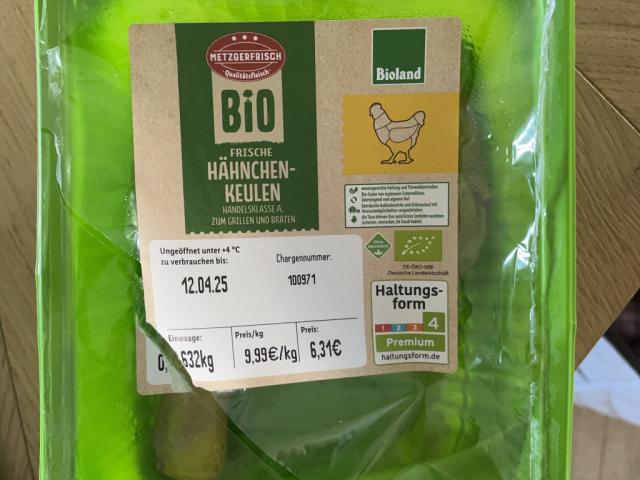 METZGERFRISCH
Qualitätsfleisch
BiO
FRISCHE
HÄHNCHEN-
KEULEN
HANDELSKLASSE A,
ZUM GRILLEN UND BRATEN
Bioland
DE-ÖKO-006
Deutsche Landwirtschaft
Ungeöffnet unter +4 °C
zu verbrauchen bis:
12.04.25
Chargennummer:
100971
Einwaage:
0, 632kg
Preis/kg
9,99€/kg
Preis:
6,31€
Haltungs-
form
1 2 3 4
Premium
haltungsform.de